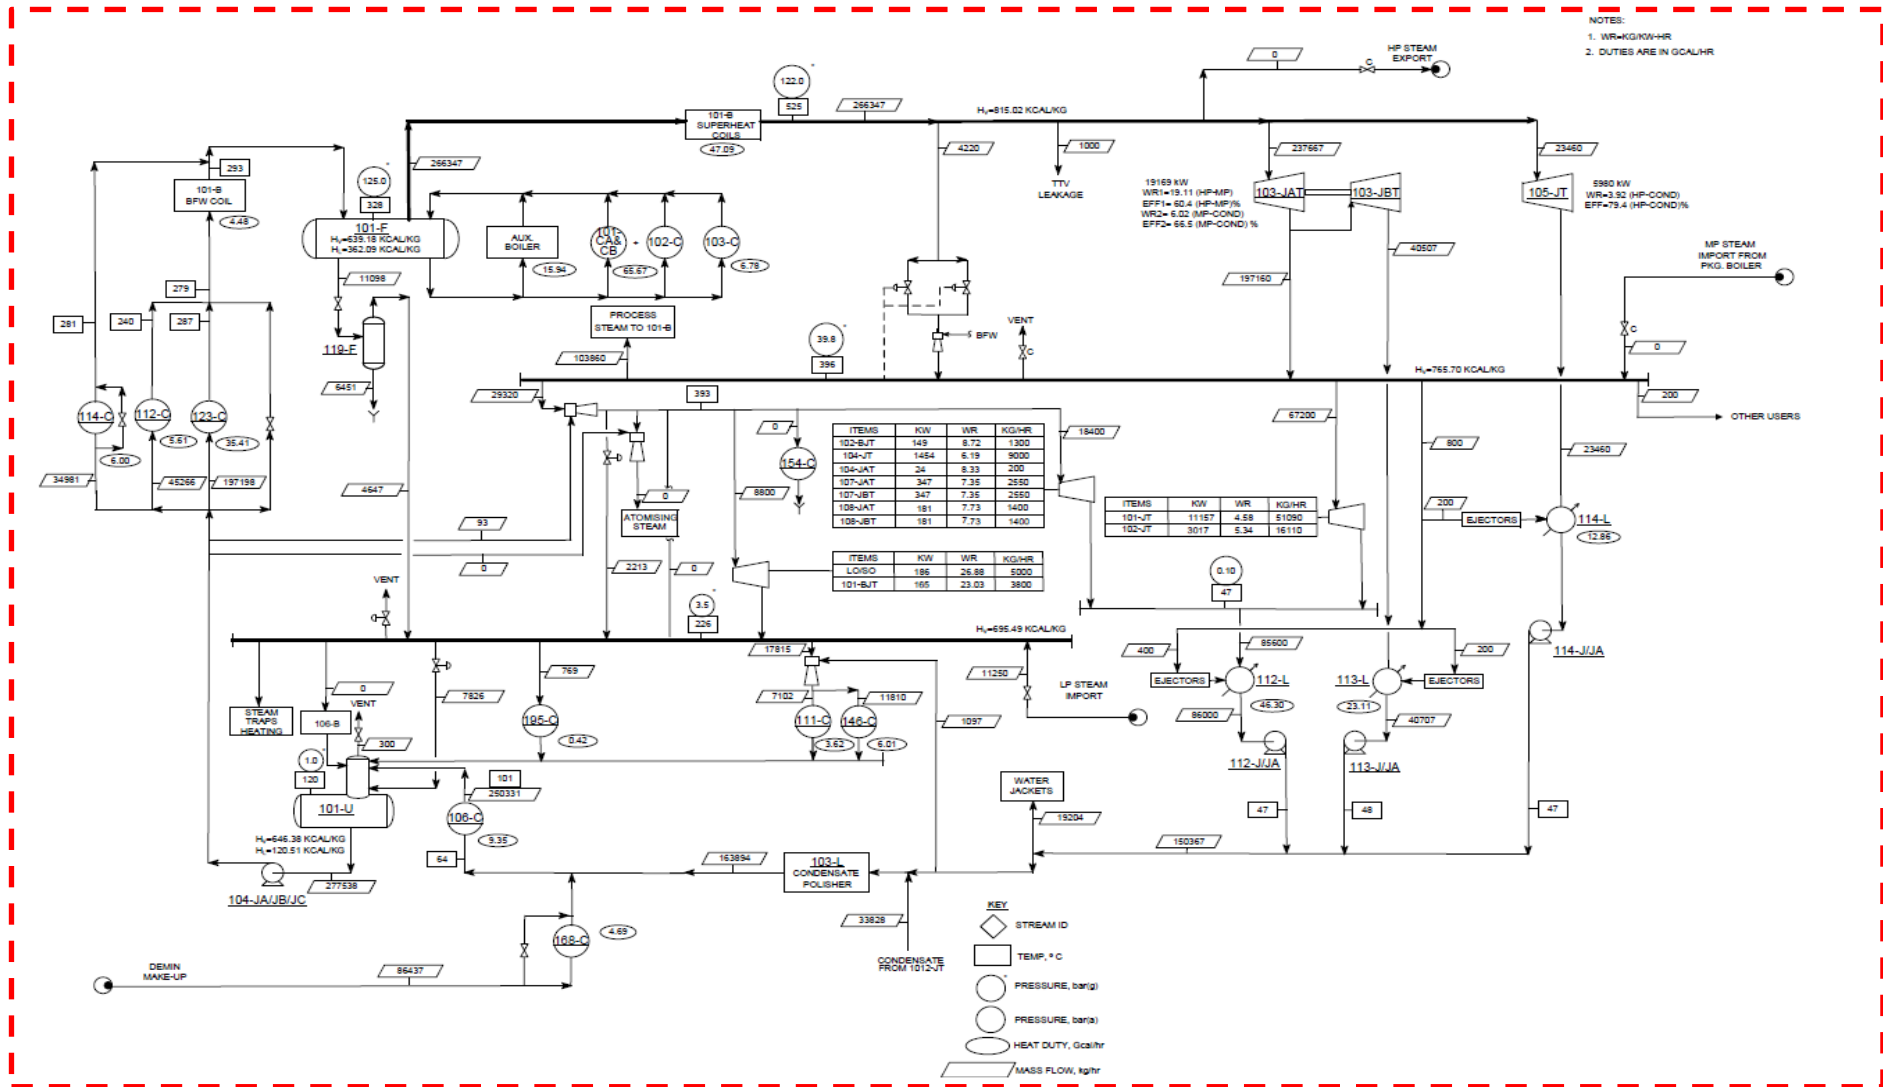 NOTES:
1. WR=KG/KW-HR
2. DUTIES ARE IN GCAL/HR
0
HP STEAM
EXPORT
C
122.0
525
266347
Hv=815.02 KCAL/KG
101-B
SUPERHEAT
COILS
47.09
266347
4220
1000
TTV
LEAKAGE
237667
23460
293
101-B
BFW COIL
4.48
125.0
328
101-F
Hv=639.18 KCAL/KG
HL=362.09 KCAL/KG
AUX.
BOILER
15.94
101-
CA&
CB
65.67
102-C
103-C
6.78
19169 kW
WR1=19.11 (HP-MP)
EFF1= 60.4 (HP-MP)%
WR2= 6.02 (MP-COND)
EFF2= 66.5 (MP-COND) %
103-JAT
103-JBT
105-JT
5980 kW
WR=3.92 (HP-COND)
EFF=79.4 (HP-COND)%
40507
197160
MP STEAM
IMPORT FROM
PKG. BOILER
C
0
11098
279
281
240
287
119-F
6451
PROCESS
STEAM TO 101-B
103860
39.8
396
BFW
VENT
C
Hv=765.70 KCAL/KG
200
OTHER USERS
29320
393
0
154-C
67200
18400
800
23460
114-C
112-C
123-C
5.61
35.41
6.00
34981
45266
197198
4647
ITEMS KW WR KG/HR
102-BJT 149 8.72 1300
104-JT 1454 6.19 9000
104-JAT 24 8.33 200
107-JAT 347 7.35 2550
107-JBT 347 7.35 2550
108-JAT 181 7.73 1400
108-JBT 181 7.73 1400
ITEMS KW WR KG/HR
101-JT 11157 4.58 51090
102-JT 3017 5.34 16110
200
EJECTORS
114-L
12.86
0
8800
ATOMISING
STEAM
93
0
2213
0
ITEMS KW WR KG/HR
LO/SO 186 26.88 5000
101-BJT 165 23.03 3800
0.10
47
VENT
3.5
226
Hv=695.49 KCAL/KG
17815
11250
LP STEAM
IMPORT
400
85600
200
EJECTORS
112-L
46.30
113-L
23.11
EJECTORS
114-J/JA
86000
40707
112-J/JA
113-J/JA
0
7826
769
7102
11810
1097
STEAM
TRAPS
HEATING
106-B
VENT
300
195-C
0.42
111-C
3.62
146-C
6.01
1.0
120
101-U
Hv=646.38 KCAL/KG
HL=120.51 KCAL/KG
101
250331
106-C
9.35
64
WATER
JACKETS
19204
47
48
47
150367
163894
103-L
CONDENSATE
POLISHER
277538
104-JA/JB/JC
33828
CONDENSATE
FROM 1012-JT
168-C
4.69
DEMIN
MAKE-UP
86437
KEY
STREAM ID
TEMP, º C
PRESSURE, bar(g)
PRESSURE, bar(a)
HEAT DUTY, Gcal/hr
MASS FLOW, kg/hr